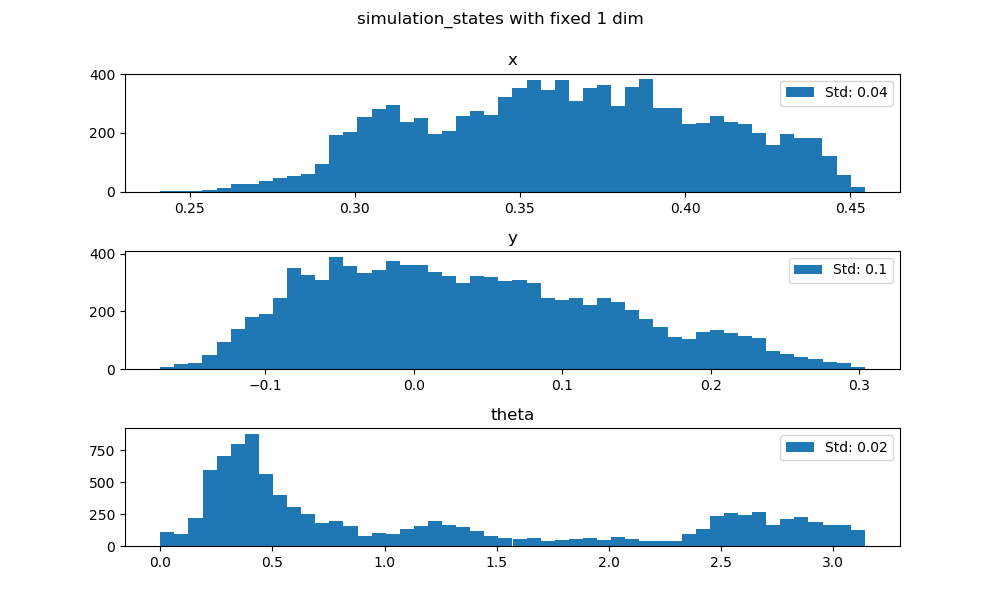 simulation_states with fixed 1 dim
x
400
200
0
Std: 0.04
0.25 0.30 0.35 0.40 0.45
y
400
200
0
Std: 0.1
−0.1 0.0 0.1 0.2 0.3
theta
750
500
250
0
Std: 0.02
0.0 0.5 1.0 1.5 2.0 2.5 3.0